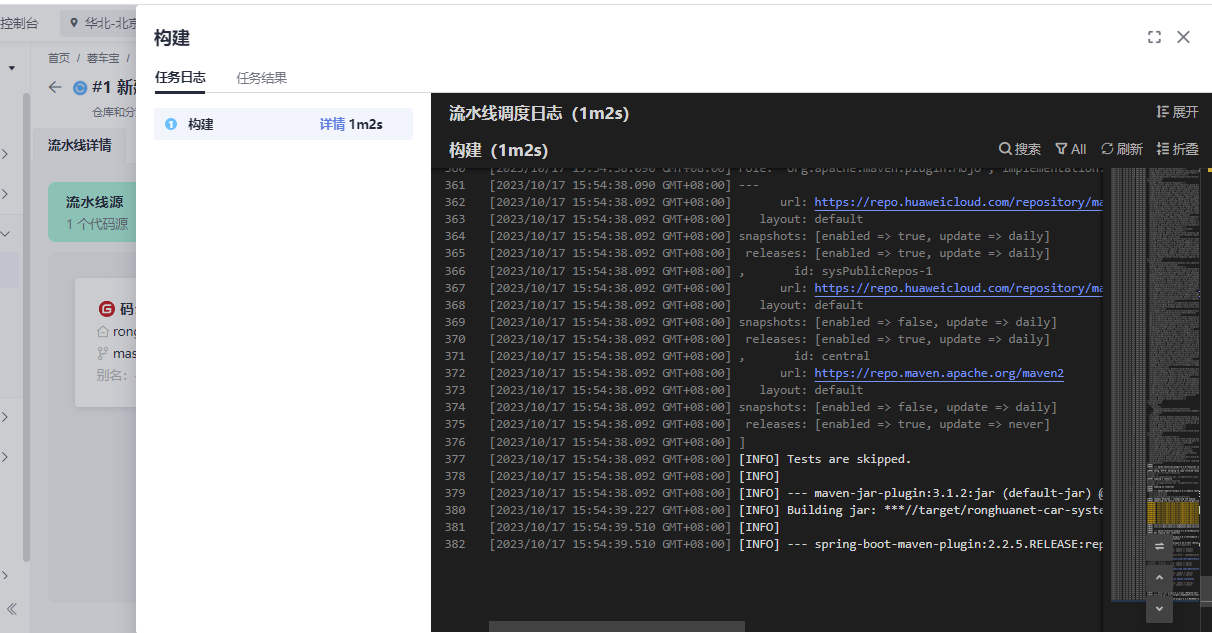 控制台
华北-北京
首页 / 蓉车宝 /
#1 新
仓库和分
流水线详情
流水线源
1 个代码源
码
rong
mas
别名:
构建
任务日志
任务结果
1 构建 详情 1m2s
流水线调度日志（1m2s)
展开
构建（1m2s)
搜索 All 刷新 折叠
360 [2023/10/17 15:54:38.090 GMT+08:00] role: 'org.apache.maven.plugin.Mojo', implementation:
361 [2023/10/17 15:54:38.090 GMT+08:00] ---
362 [2023/10/17 15:54:38.092 GMT+08:00] url: https://repo.huaweicloud.com/repository/ma
363 [2023/10/17 15:54:38.092 GMT+08:00] layout: default
364 [2023/10/17 15:54:38.092 GMT+08:00] snapshots: [enabled => true, update => daily]
365 [2023/10/17 15:54:38.092 GMT+08:00] releases: [enabled => true, update => daily]
366 [2023/10/17 15:54:38.092 GMT+08:00] , id: sysPublicRepos-1
367 [2023/10/17 15:54:38.092 GMT+08:00] url: https://repo.huaweicloud.com/repository/ma
368 [2023/10/17 15:54:38.092 GMT+08:00] layout: default
369 [2023/10/17 15:54:38.092 GMT+08:00] snapshots: [enabled => false, update => daily]
370 [2023/10/17 15:54:38.092 GMT+08:00] releases: [enabled => true, update => daily]
371 [2023/10/17 15:54:38.092 GMT+08:00] , id: central
372 [2023/10/17 15:54:38.092 GMT+08:00] url: https://repo.maven.apache.org/maven2
373 [2023/10/17 15:54:38.092 GMT+08:00] layout: default
374 [2023/10/17 15:54:38.092 GMT+08:00] snapshots: [enabled => false, update => daily]
375 [2023/10/17 15:54:38.092 GMT+08:00] releases: [enabled => true, update => never]
376 [2023/10/17 15:54:38.092 GMT+08:00] ]
377 [2023/10/17 15:54:38.092 GMT+08:00] [INFO] Tests are skipped.
378 [2023/10/17 15:54:38.092 GMT+08:00] [INFO]
379 [2023/10/17 15:54:38.092 GMT+08:00] [INFO] --- maven-jar-plugin:3.1.2:jar (default-jar) @
380 [2023/10/17 15:54:39.227 GMT+08:00] [INFO] Building jar: ***//target/ronghuanet-car-syste
381 [2023/10/17 15:54:39.510 GMT+08:00] [INFO]
382 [2023/10/17 15:54:39.510 GMT+08:00] [INFO] --- spring-boot-maven-plugin:2.2.5.RELEASE:rep